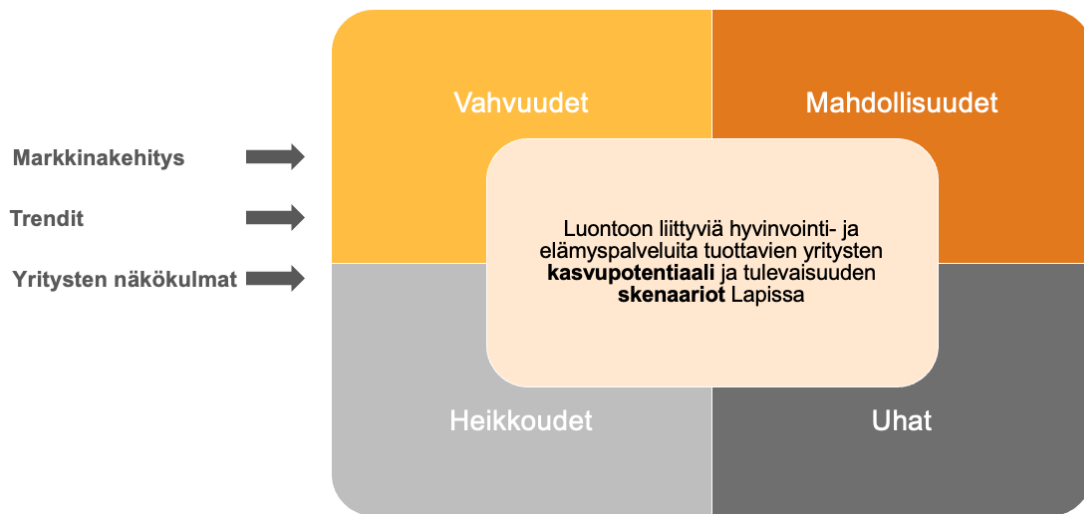 Vahvuudet
Mahdollisuudet
Markkinakehitys
Trendit
Yritysten näkökulmat
Luontoon liittyviä hyvinvointi- ja
elämyspalveluita tuottavien yritysten
kasvupotentiaali ja tulevaisuuden
skenaariot Lapissa
Heikkoudet
Uhat